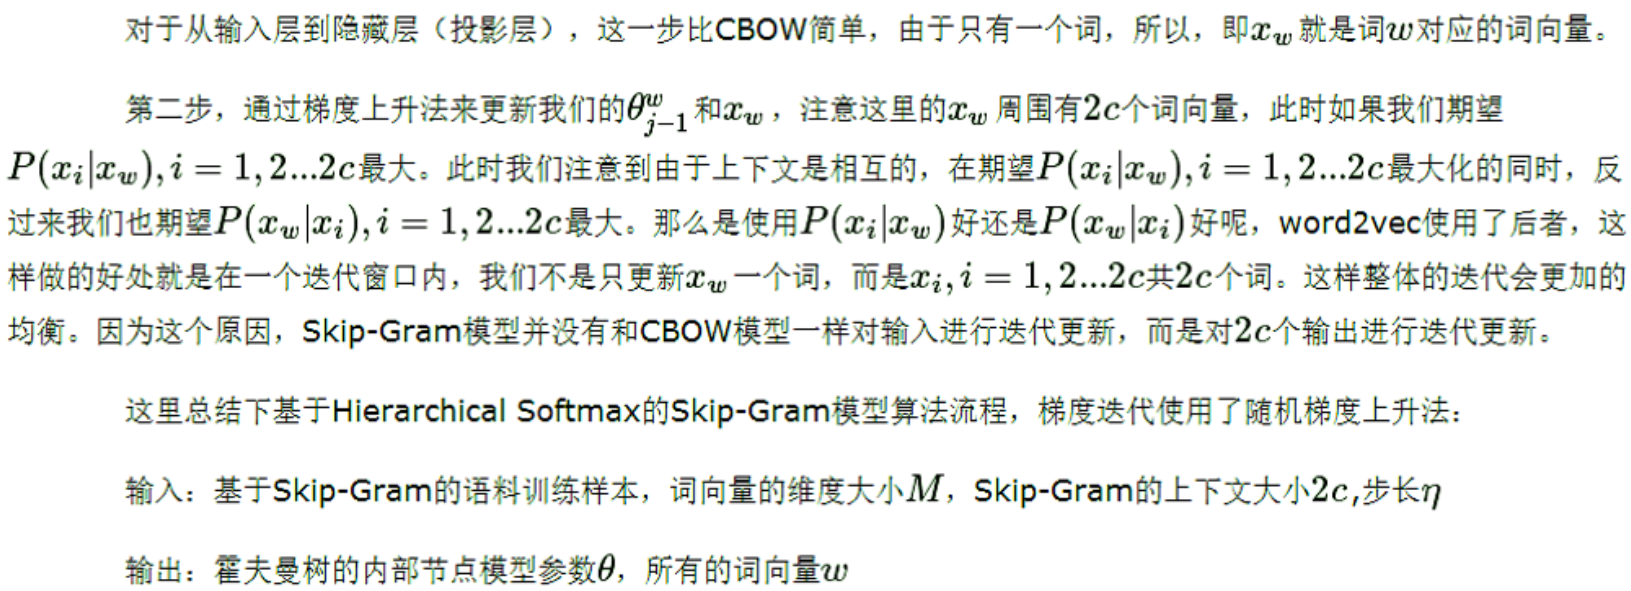 对于从输入层到隐藏层（投影层），这一步比CBOW简单，由于只有一个词，所以，即$x_w$就是词$w$对应的词向量。
第二步，通过梯度上升法来更新我们的$\theta_{j-1}^w$和$x_w$，注意这里的$x_w$周围有$2c$个词向量，此时如果我们期望
$P(x_i|x_w), i=1,2...2c$最大。此时我们注意到由于上下文是相互的，在期望$P(x_i|x_w), i=1,2...2c$最大化的同时，反
过来我们也期望$P(x_w|x_i), i=1,2...2c$最大。那么是使用$P(x_i|x_w)$好还是$P(x_w|x_i)$好呢，word2vec使用了后者，这
样做的好处就是在一个迭代窗口内，我们不是只更新$x_w$一个词，而是$x_i, i=1,2...2c$共$2c$个词。这样整体的迭代会更加的
均衡。因为这个原因，Skip-Gram模型并没有和CBOW模型一样对输入进行迭代更新，而是对$2c$个输出进行迭代更新。
这里总结下基于Hierarchical Softmax的Skip-Gram模型算法流程，梯度迭代使用了随机梯度上升法：
输入：基于Skip-Gram的语料训练样本，词向量的维度大小$M$，Skip-Gram的上下文大小$2c$,步长$\eta$
输出：霍夫曼树的内部节点模型参数$\theta$，所有的词向量$w$